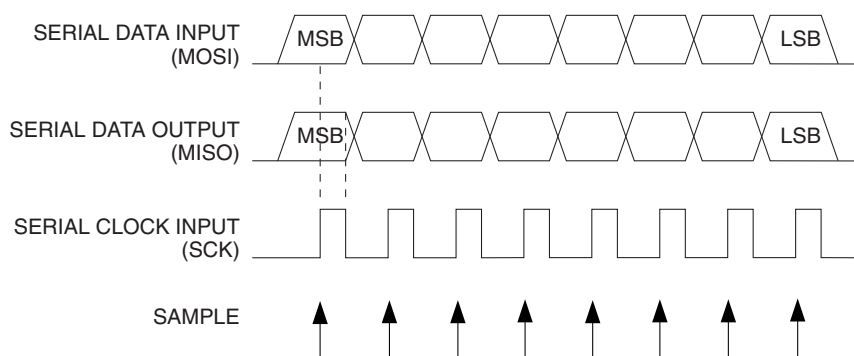 SERIAL DATA INPUT
(MOSI)
MSB
LSB
SERIAL DATA OUTPUT
(MISO)
MSB
LSB
SERIAL CLOCK INPUT
(SCK)
SAMPLE